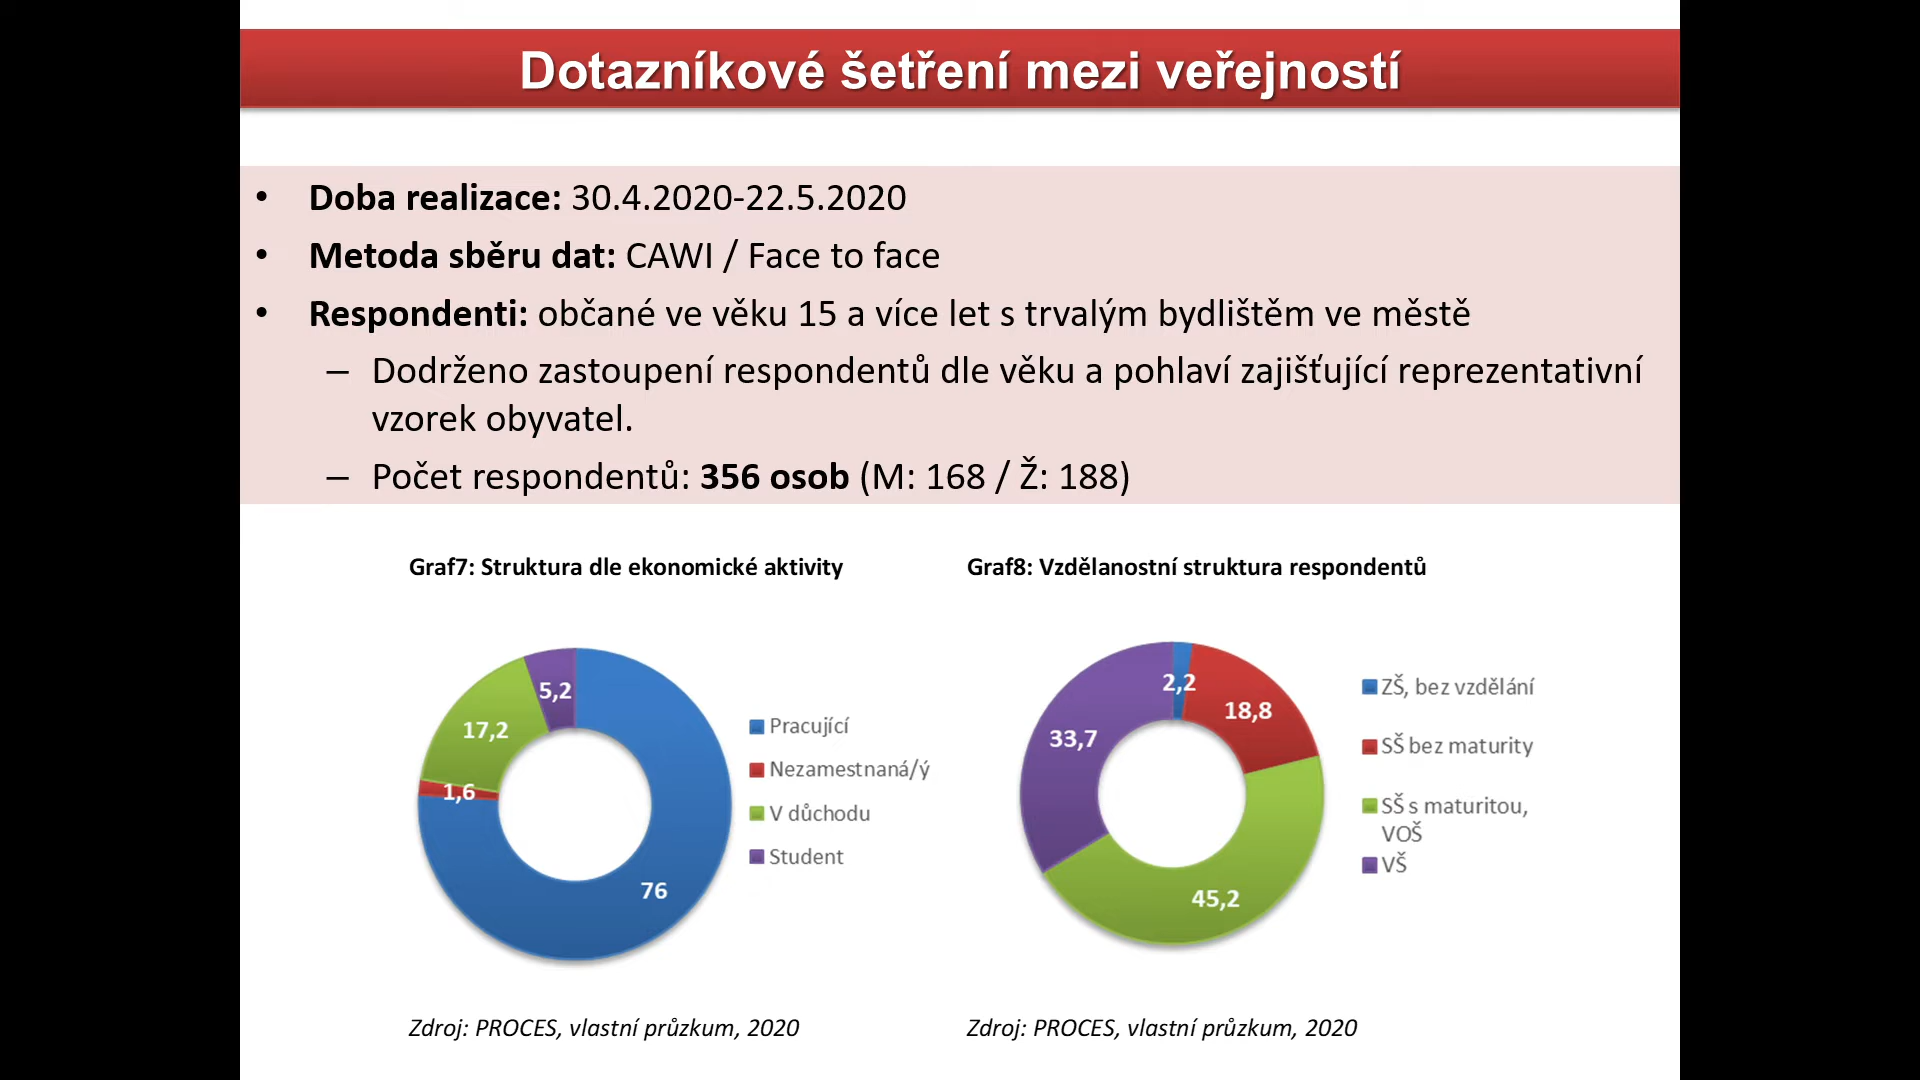 Dotazníkové šetření mezi veřejností
• Doba realizace: 30.4.2020-22.5.2020
• Metoda sběru dat: CAWI / Face to face
• Respondenti: občané ve věku 15 a více let s trvalým bydlištěm ve městě
– Dodrženo zastoupení respondentů dle věku a pohlaví zajišťující reprezentativní
vzorek obyvatel.
– Počet respondentů: 356 osob (M: 168 / Ž: 188)
Graf7: Struktura dle ekonomické aktivity
5,2
17,2
1,6
76
Pracující
Nezamestnaná/ý
V důchodu
Student
Zdroj: PROCES, vlastní průzkum, 2020
Graf8: Vzdělanostní struktura respondentů
2,2
18,8
33,7
45,2
ZŠ, bez vzdělání
SŠ bez maturity
SŠ s maturitou,
VOŠ
VŠ
Zdroj: PROCES, vlastní průzkum, 2020